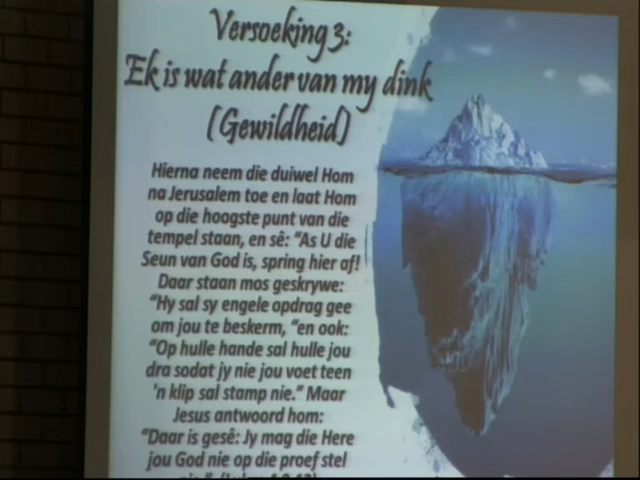 Versoeking 3:
Ek is wat ander van my dink
(Gewildheid)
Hierna neem die duiwel Hom
na Jerusalem toe en laat Hom
op die hoogste punt van die
tempel staan, en sê: “As U die
Seun van God is, spring hier af!
Daar staan mos geskrywe:
“Hy sal sy engele opdrag gee
om jou te beskerm, “en ook:
“Op hulle hande sal hulle jou
dra sodat jy nie jou voet teen
'n klip sal stamp nie.” Maar
Jesus antwoord hom:
“Daar is gesê: Jy mag die Here
jou God nie op die proef stel